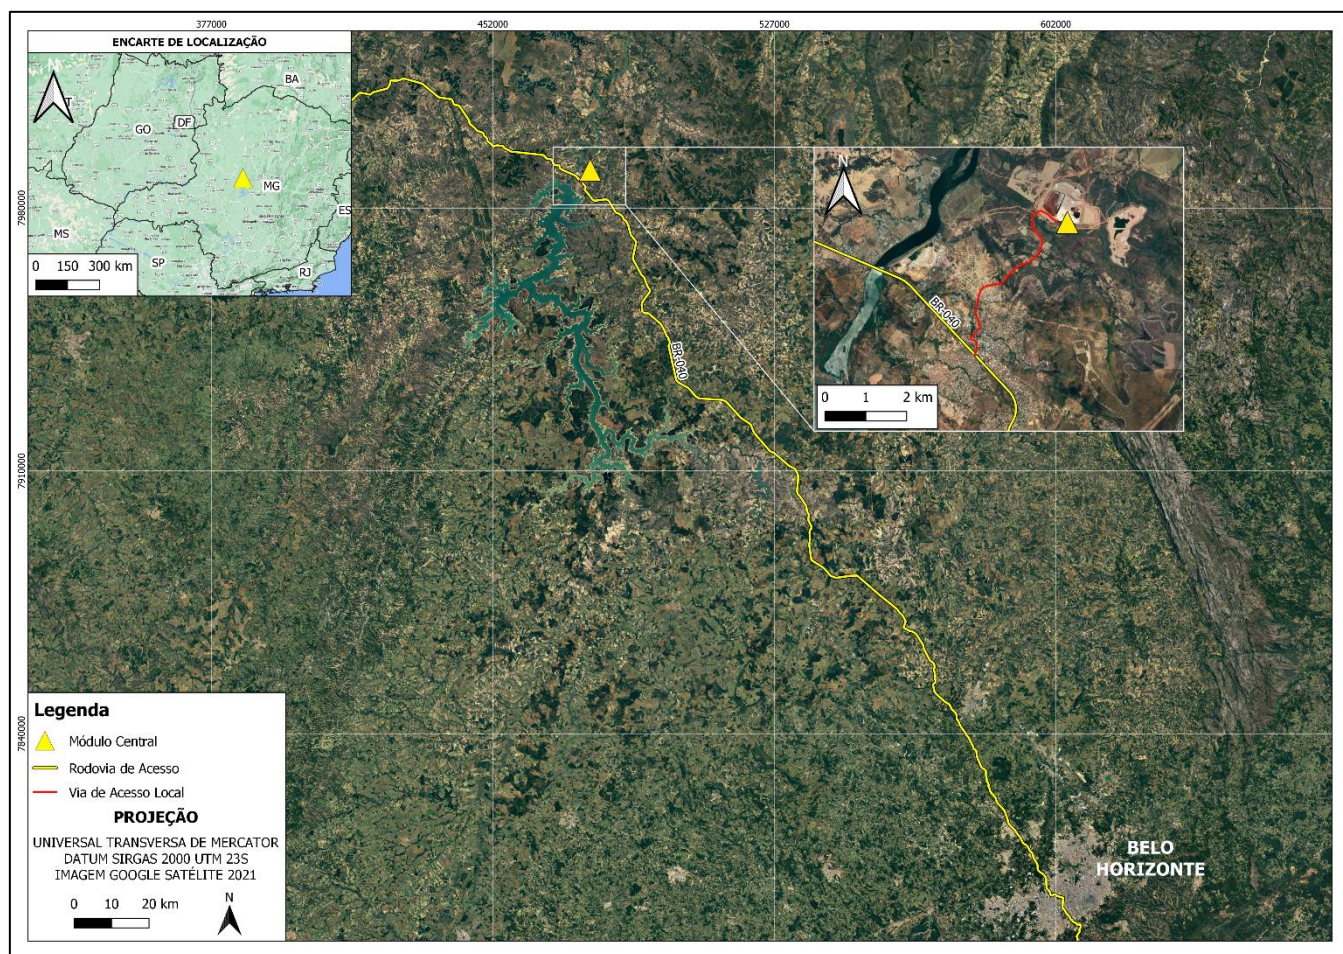 377000
452000
527000
602000
ENCARTE DE LOCALIZAÇÃO
N
BA
GO
DF
MG
ES
MS
SP
RJ
0 150 300 km
7980000
7910000
7840000
N
BR-040
0 1 2 km
BR-040
Legenda
Módulo Central
Rodovia de Acesso
Via de Acesso Local
PROJEÇÃO
UNIVERSAL TRANSVERSA DE MERCATOR
DATUM SIRGAS 2000 UTM 23S
IMAGEM GOOGLE SATÉLITE 2021
0 10 20 km
N
BELO
HORIZONTE